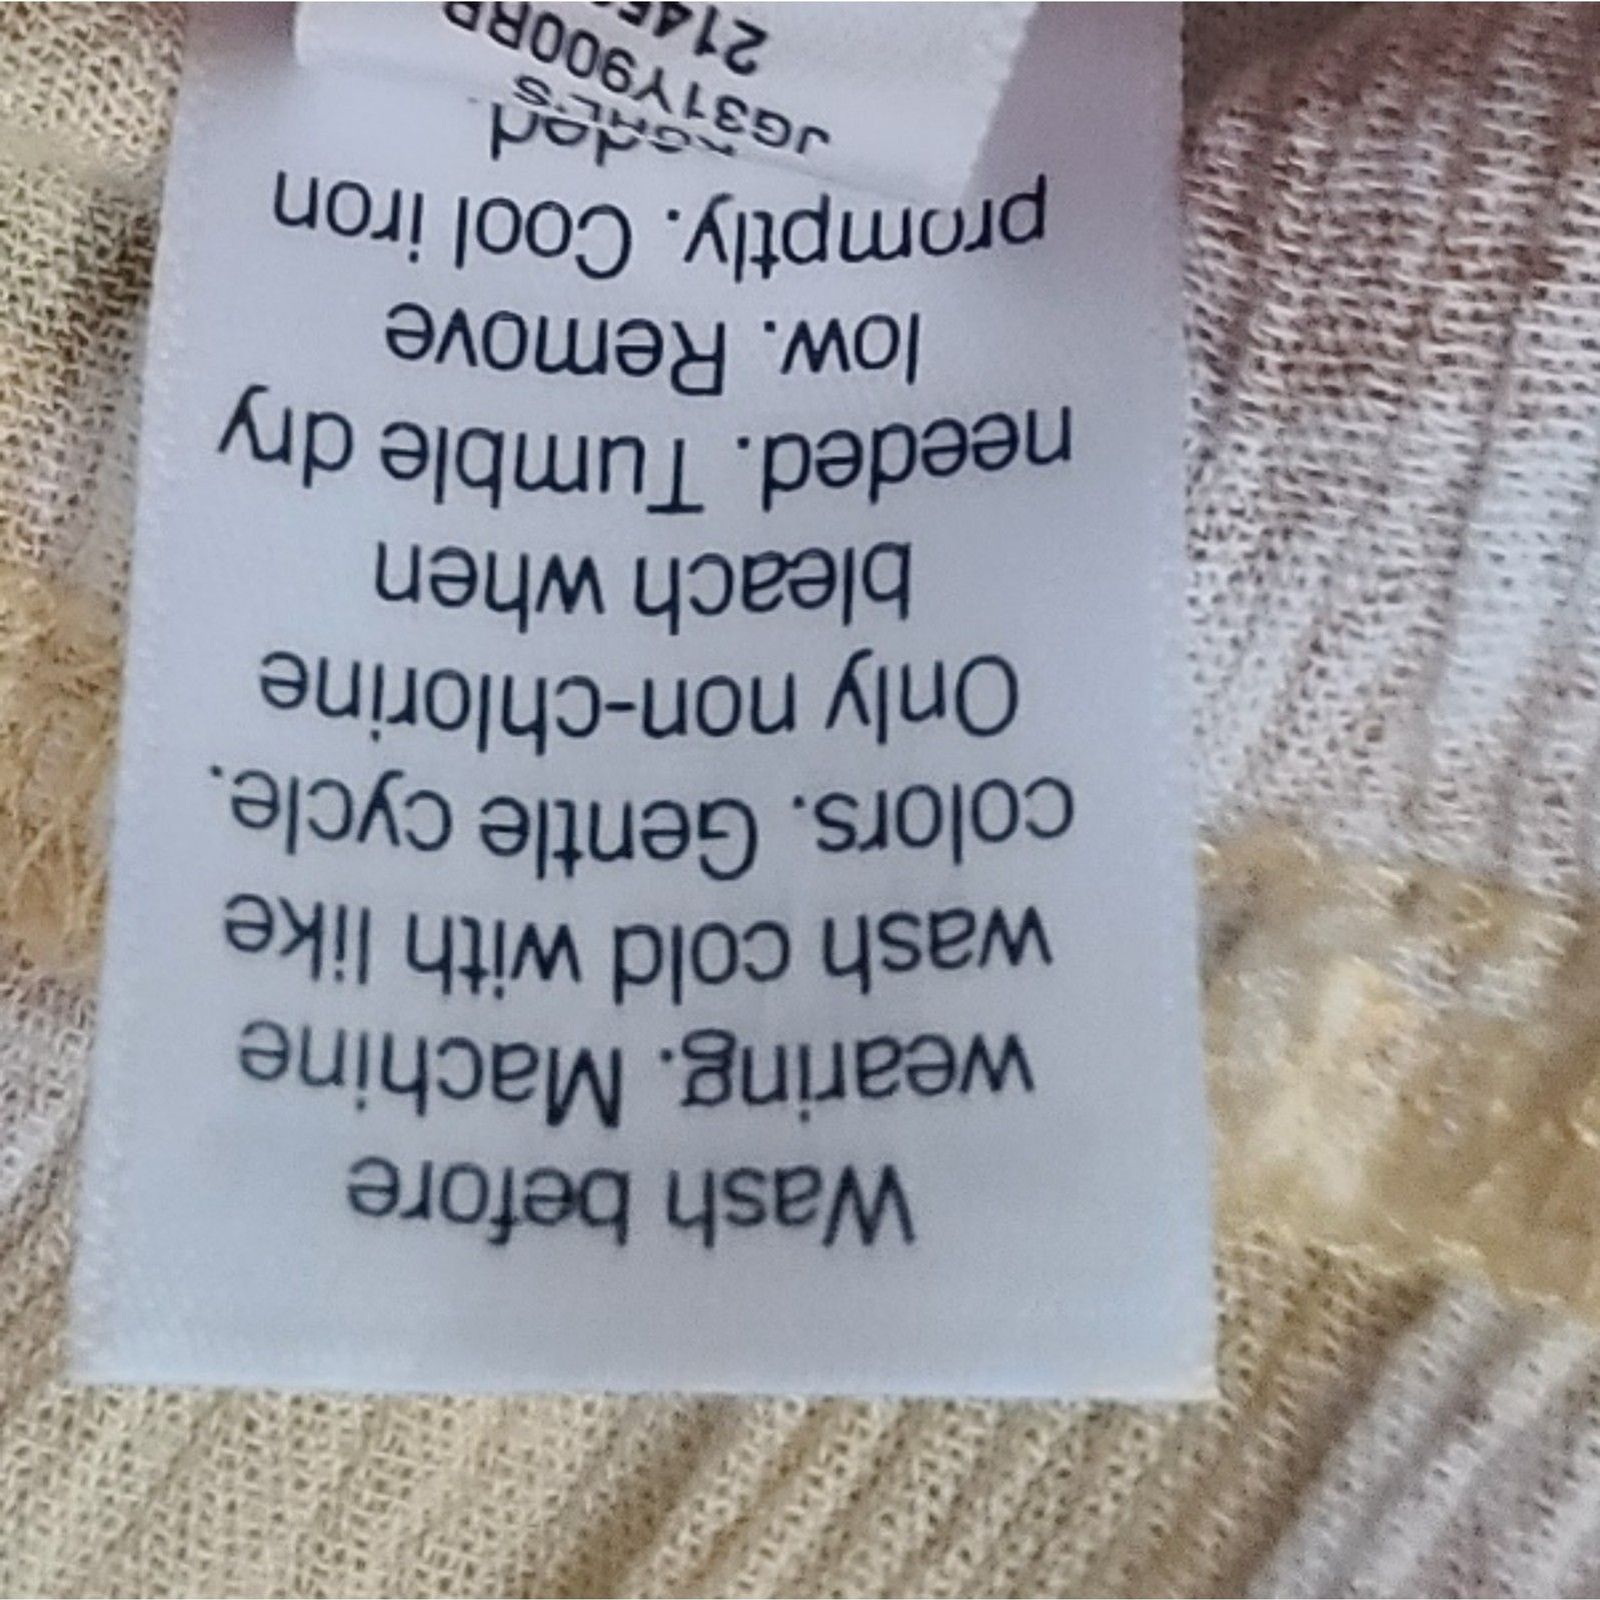 Wash before
wearing. Machine
wash cold with like
colors. Gentle cycle.
Only non-chlorine
bleach when
needed. Tumble dry
low. Remove
promptly. Cool iron